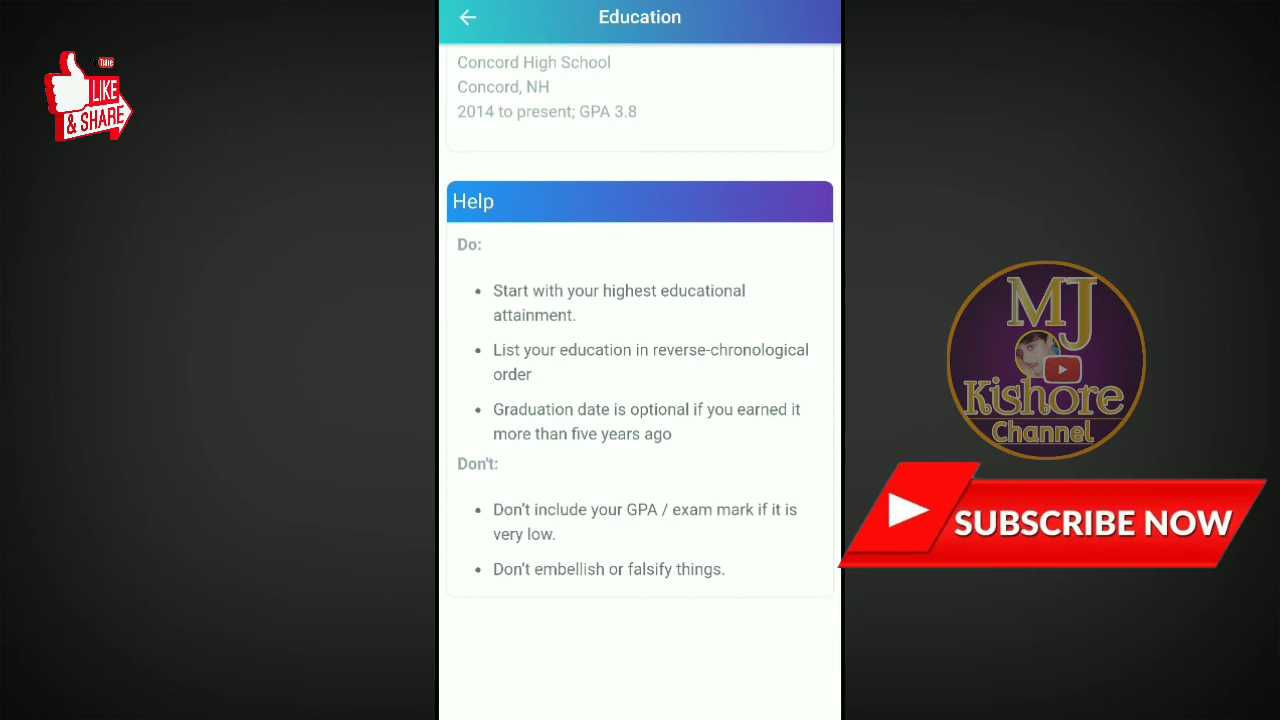 Education
Concord High School
Concord, NH
2014 to present; GPA 3.8
Help
Do:
• Start with your highest educational
attainment.
• List your education in reverse-chronological
order
• Graduation date is optional if you earned it
more than five years ago
Don't:
• Don't include your GPA / exam mark if it is
very low.
• Don't embellish or falsify things.
Tube
LIKE
& SHARE
MJ
Kishore
Channel
SUBSCRIBE NOW